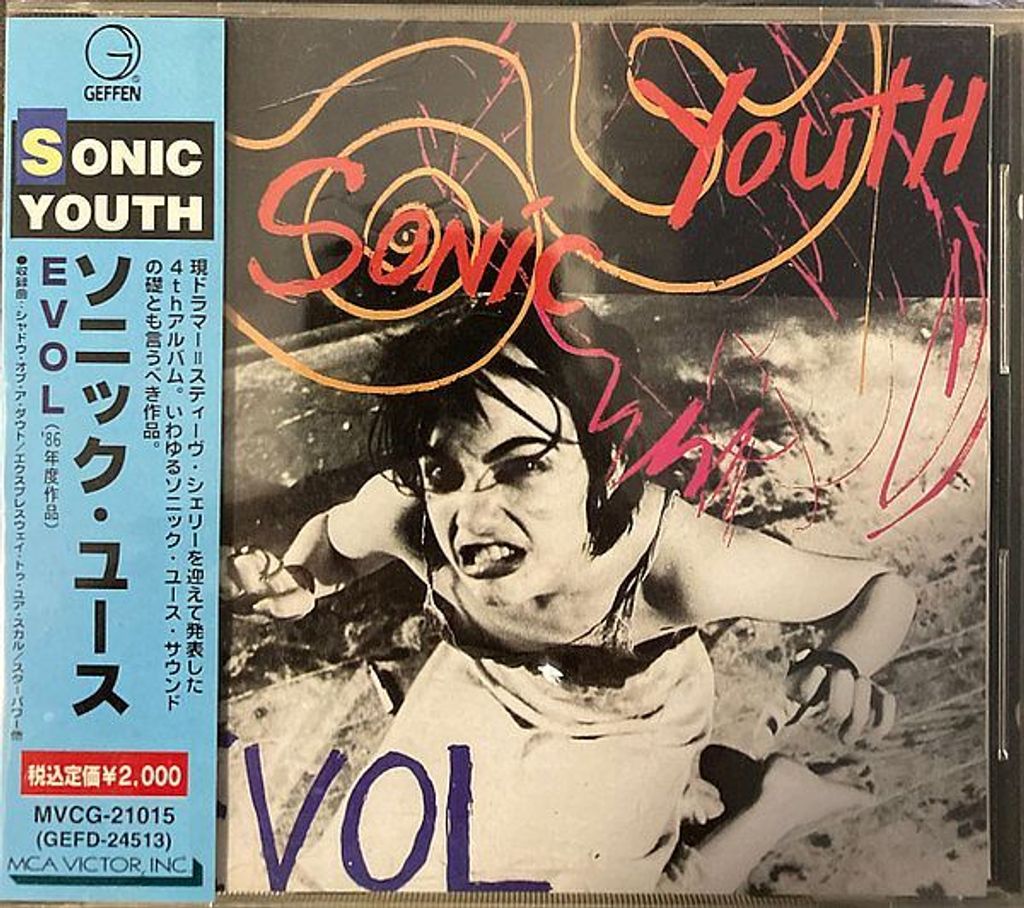 GEFFEN
SONIC
YOUTH
現ドラマー＝スティーヴ・シェリーを迎えて発表した
4thアルバム。いわゆるソニック・ユース・サウンド
の礎とも言うべき作品。
ソニック・ユース
EVOL（'86年度作品）
●収録曲：シャドウ・オブ・ア・ダウト／エクスプレスウェイ・トゥ・ユア・スカル／スターパワー他
税込定価¥2,000
MVCG-21015
(GEFD-24513)
MCA VICTOR, INC.
SONIC YOUTH
VOL